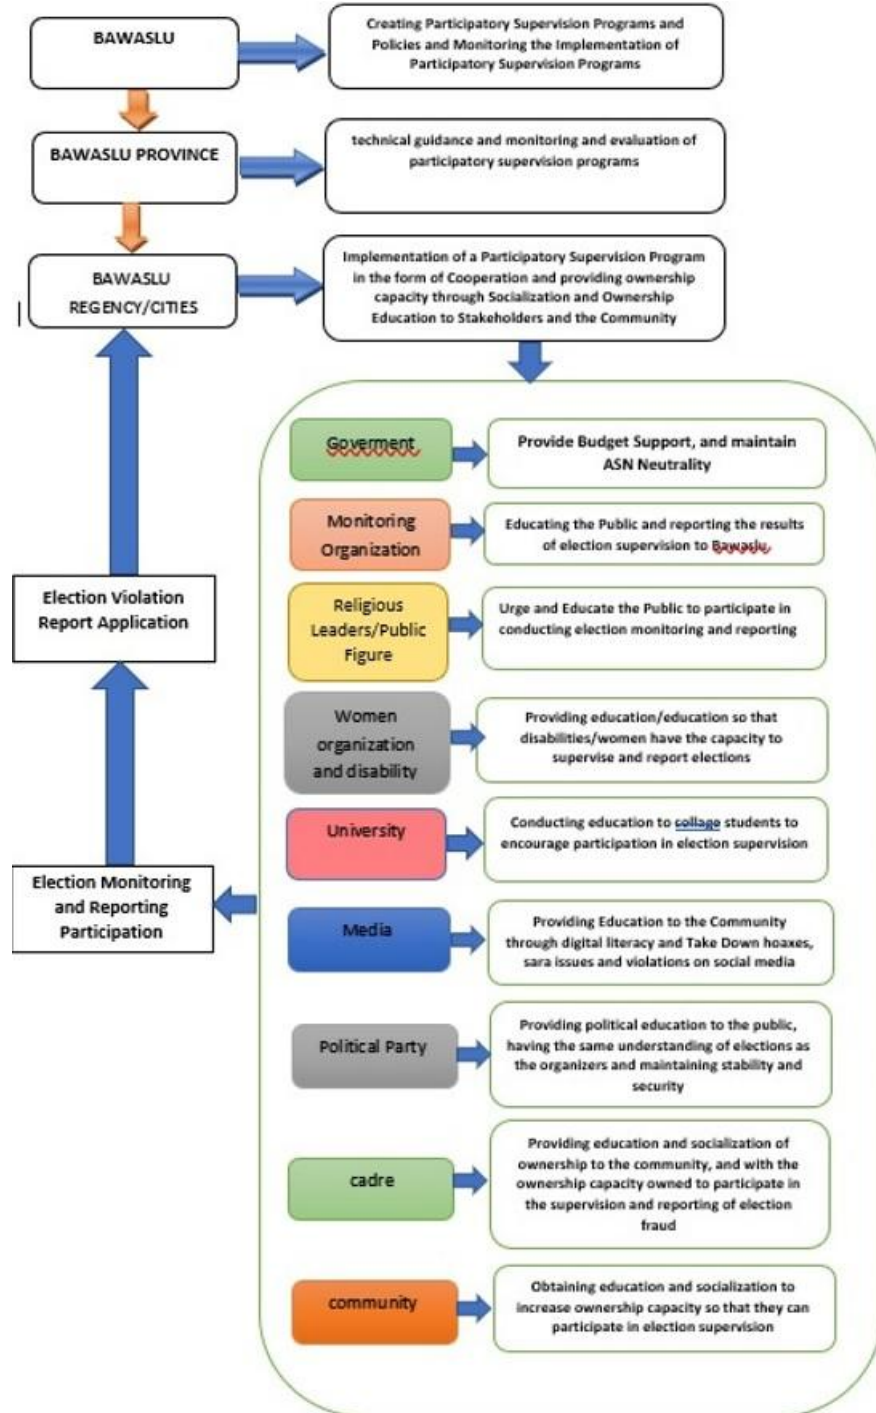 BAWASLU
Creating Participatory Supervision Programs and
Policies and Monitoring the Implementation of
Participatory Supervision Programs
BAWASLU PROVINCE
technical guidance and monitoring and evaluation of
participatory supervision programs
BAWASLU
REGENCY/CITIES
Implementation of a Participatory Supervision Program
in the form of Cooperation and providing ownership
capacity through Socialization and Ownership
Education to Stakeholders and the Community
Goverment
Provide Budget Support, and maintain
ASN Neutrality
Monitoring
Organization
Educating the Public and reporting the results
of election supervision to Bawaslu.
Religious
Leaders/Public
Figure
Urge and Educate the Public to participate in
conducting election monitoring and reporting
Women
organization
and disability
Providing education/education so that
disabilities/women have the capacity to
supervise and report elections
University
Conducting education to collage students to
encourage participation in election supervision
Media
Providing Education to the Community
through digital literacy and Take Down hoaxes,
sara issues and violations on social media
Political Party
Providing political education to the public,
having the same understanding of elections as
the organizers and maintaining stability and
security
cadre
Providing education and socialization of
ownership to the community, and with the
ownership capacity owned to participate in
the supervision and reporting of election
fraud
community
Obtaining education and socialization to
increase ownership capacity so that they can
participate in election supervision
Election Monitoring
and Reporting
Participation
Election Violation
Report Application